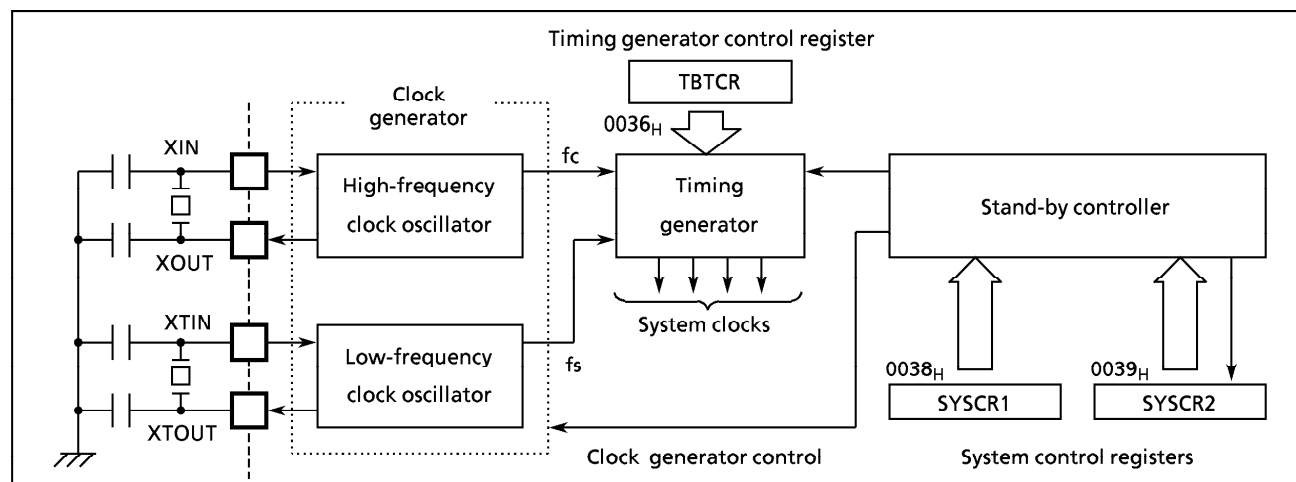 Timing generator control register
TBTCR
Clock
generator
0036H
XIN
fc
High-frequency
clock oscillator
Timing
generator
Stand-by controller
XOUT
System clocks
XTIN
Low-frequency
clock oscillator
fs
0038H
0039H
SYSCR1
SYSCR2
XTOUT
Clock generator control
System control registers